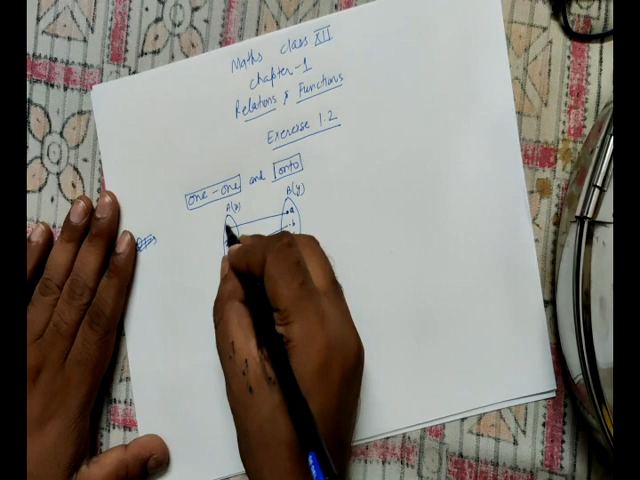 Maths class XII
chapter-1
Relations & Functions
Exercise 1.2
one-one and onto
A(x) B(y)
a
b